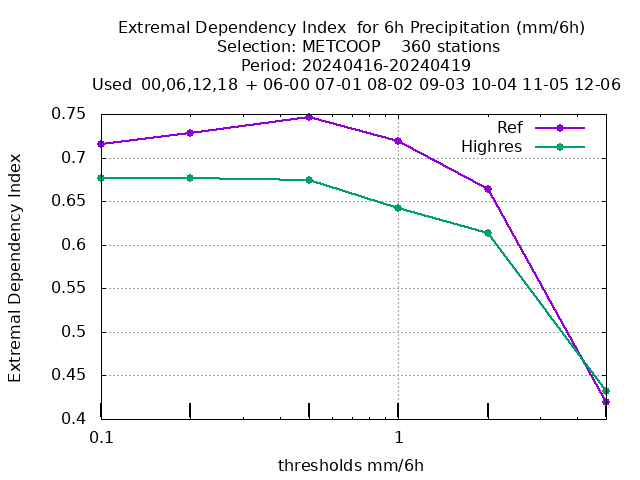 Extremal Dependency Index  for 6h Precipitation (mm/6h)
Selection: METCOOP    360 stations
Period: 20240416-20240419
Used  00,06,12,18  + 06-00 07-01 08-02 09-03 10-04 11-05 12-06
Ref
Highres
Extremal Dependency Index
0.75
0.7
0.65
0.6
0.55
0.5
0.45
0.4
0.1
1
thresholds mm/6h